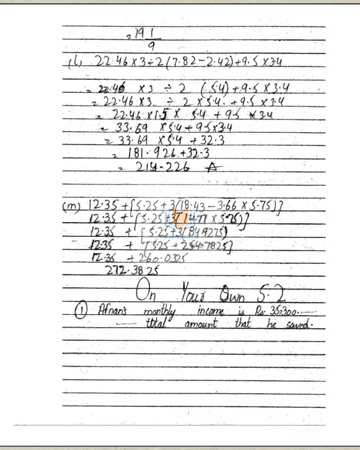 = 19 1/9
(l) 22.46 x 3 ÷ 2 (7.82 - 2.42) + 9.5 x 3.4
= 22.46 x 3 ÷ 2 (5.4) + 9.5 x 3.4
= 22.46 x 3 ÷ 2 x 5.4 + 9.5 x 3.4
= 22.46 x 1.5 x 5.4 + 9.5 x 3.4
= 33.69 x 5.4 + 9.5 x 3.4
= 33.69 x 5.4 + 32.3
= 181.926 + 32.3
= 214.226 A
(m) 12.35 + [5.25 + 3(18.43 - 3.66 x 5.75)]
12.35 + [5.25 + 3(14.77 x 5.75)]
12.35 + [5.25 + 3(84.9275)
12.35 + [5.25 + 254.7825]
12.35 + 260.0325
272.3825
On Your Own 5.2
① Afnan's monthly income is Rs. 35300
total amount that he saved.